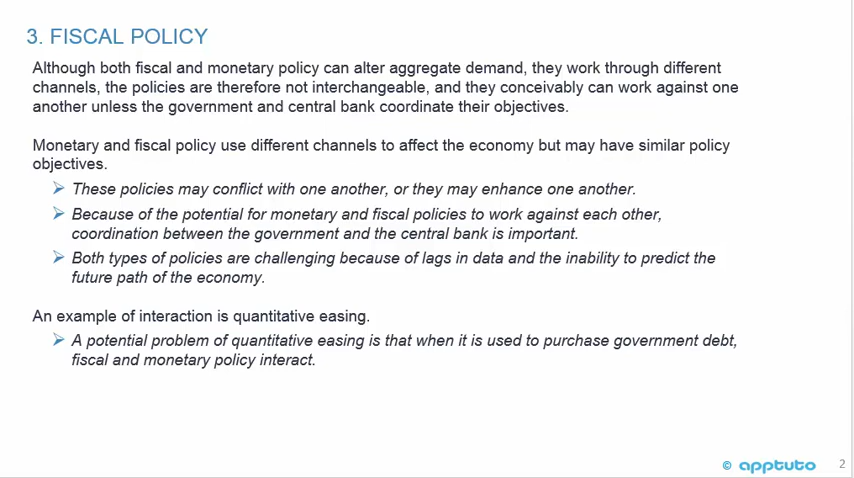 3. FISCAL POLICY
Although both fiscal and monetary policy can alter aggregate demand, they work through different
channels, the policies are therefore not interchangeable, and they conceivably can work against one
another unless the government and central bank coordinate their objectives.
Monetary and fiscal policy use different channels to affect the economy but may have similar policy
objectives.
➢ These policies may conflict with one another, or they may enhance one another.
➢ Because of the potential for monetary and fiscal policies to work against each other,
coordination between the government and the central bank is important.
➢ Both types of policies are challenging because of lags in data and the inability to predict the
future path of the economy.
An example of interaction is quantitative easing.
➢ A potential problem of quantitative easing is that when it is used to purchase government debt,
fiscal and monetary policy interact.
© apptuto 2